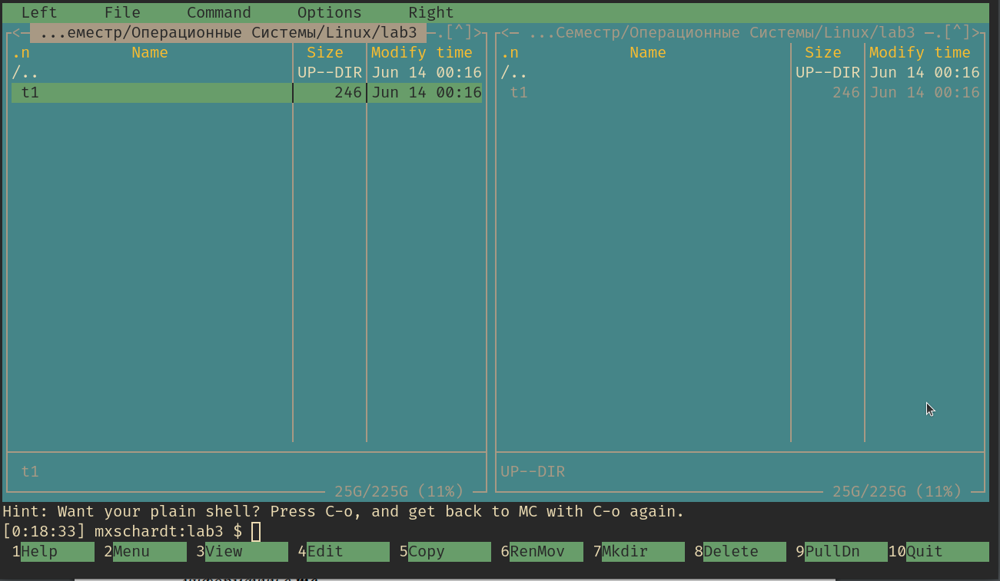 Left File Command Options Right
<─ ...еместр/Операционные Системы/Linux/lab3 ─.[^]>┐ <─ ...Семестр/Операционные Системы/Linux/lab3 ─.[^]>┐
.n Name Size Modify time .n Name Size Modify time
/.. UP--DIR Jun 14 00:16 /.. UP--DIR Jun 14 00:16
t1 246 Jun 14 00:16 t1 246 Jun 14 00:16
t1 UP--DIR
25G/225G (11%) 25G/225G (11%)
Hint: Want your plain shell? Press C-o, and get back to MC with C-o again.
[0:18:33] mxschardt:lab3 $
1Help 2Menu 3View 4Edit 5Copy 6RenMov 7Mkdir 8Delete 9PullDn 10Quit